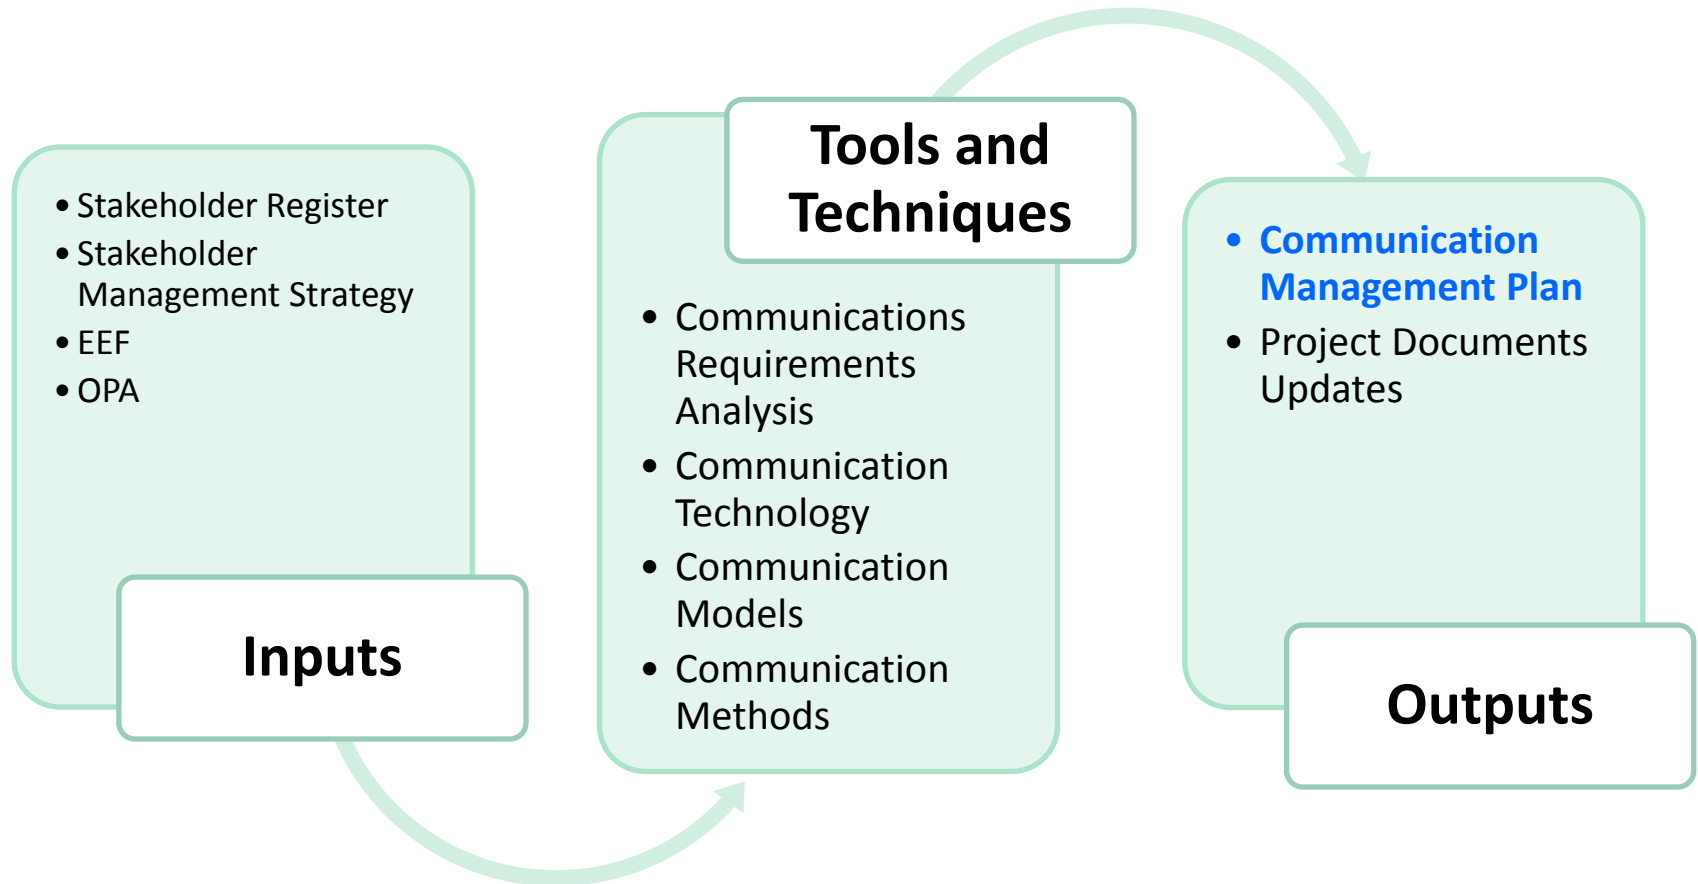 • Stakeholder Register
• Stakeholder
Management Strategy
• EEF
• OPA
Inputs
Tools and
Techniques
• Communications
Requirements
Analysis
• Communication
Technology
• Communication
Models
• Communication
Methods
• Communication
Management Plan
• Project Documents
Updates
Outputs